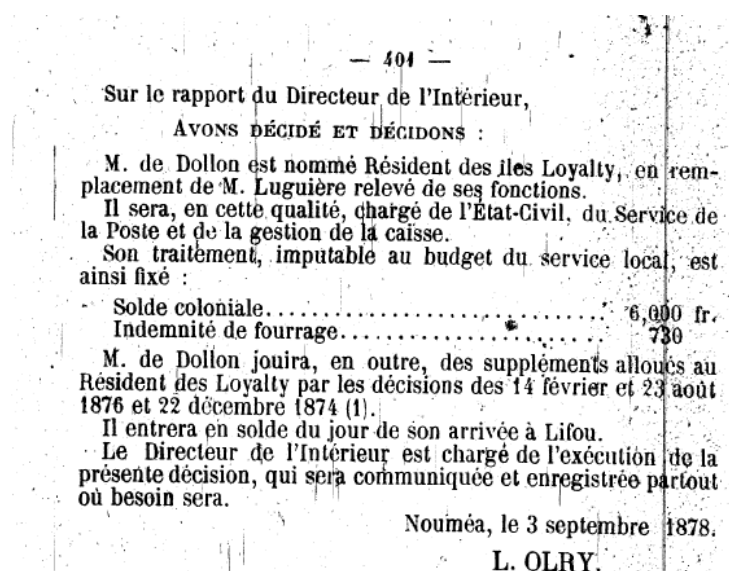 — 401 —
Sur le rapport du Directeur de l'Intérieur,
AVONS DÉCIDÉ ET DÉCIDONS :
M. de Dollon est nommé Résident des îles Loyalty, en rem-
placement de M. Luguière relevé de ses fonctions.
Il sera, en cette qualité, chargé de l'État-Civil, du Service de
la Poste et de la gestion de la caisse.
Son traitement, imputable au budget du service local, est
ainsi fixé :
Solde coloniale.............................. 6,000 fr.
Indemnité de fourrage....................... 730
M. de Dollon jouira, en outre, des suppléments alloués au
Résident des Loyalty par les décisions des 14 février et 23 août
1876 et 22 décembre 1874 (1).
Il entrera en solde du jour de son arrivée à Lifou.
Le Directeur de l'Intérieur est chargé de l'exécution de la
présente décision, qui sera communiquée et enregistrée partout
où besoin sera.
Nouméa, le 3 septembre 1878.
L. OLRY.